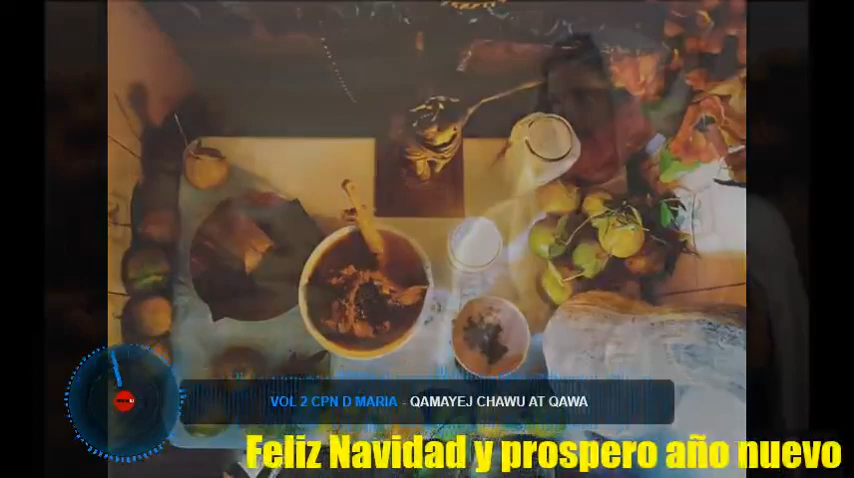 VOL 2 CPN D MARIA - QAMAYEJ CHAWU AT QAWA
Feliz Navidad y prospero año nuevo